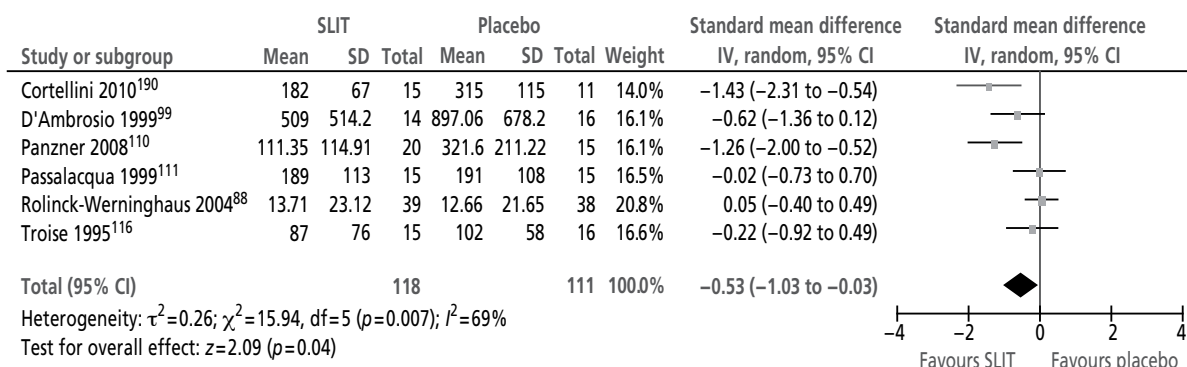 SLIT Placebo Standard mean difference Standard mean difference
Study or subgroup Mean SD Total Mean SD Total Weight IV, random, 95% CI IV, random, 95% CI
Cortellini 2010¹⁹⁰ 182 67 15 315 115 11 14.0% −1.43 (−2.31 to −0.54)
D'Ambrosio 1999⁹⁹ 509 514.2 14 897.06 678.2 16 16.1% −0.62 (−1.36 to 0.12)
Panzner 2008¹¹⁰ 111.35 114.91 20 321.6 211.22 15 16.1% −1.26 (−2.00 to −0.52)
Passalacqua 1999¹¹¹ 189 113 15 191 108 15 16.5% −0.02 (−0.73 to 0.70)
Rolinck-Werninghaus 2004⁸⁸ 13.71 23.12 39 12.66 21.65 38 20.8% 0.05 (−0.40 to 0.49)
Troise 1995¹¹⁶ 87 76 15 102 58 16 16.6% −0.22 (−0.92 to 0.49)
Total (95% CI) 118 111 100.0% −0.53 (−1.03 to −0.03)
Heterogeneity: τ²=0.26; χ²=15.94, df=5 (p=0.007); I²=69%
Test for overall effect: z=2.09 (p=0.04)
−4 −2 0 2 4
Favours SLIT Favours placebo